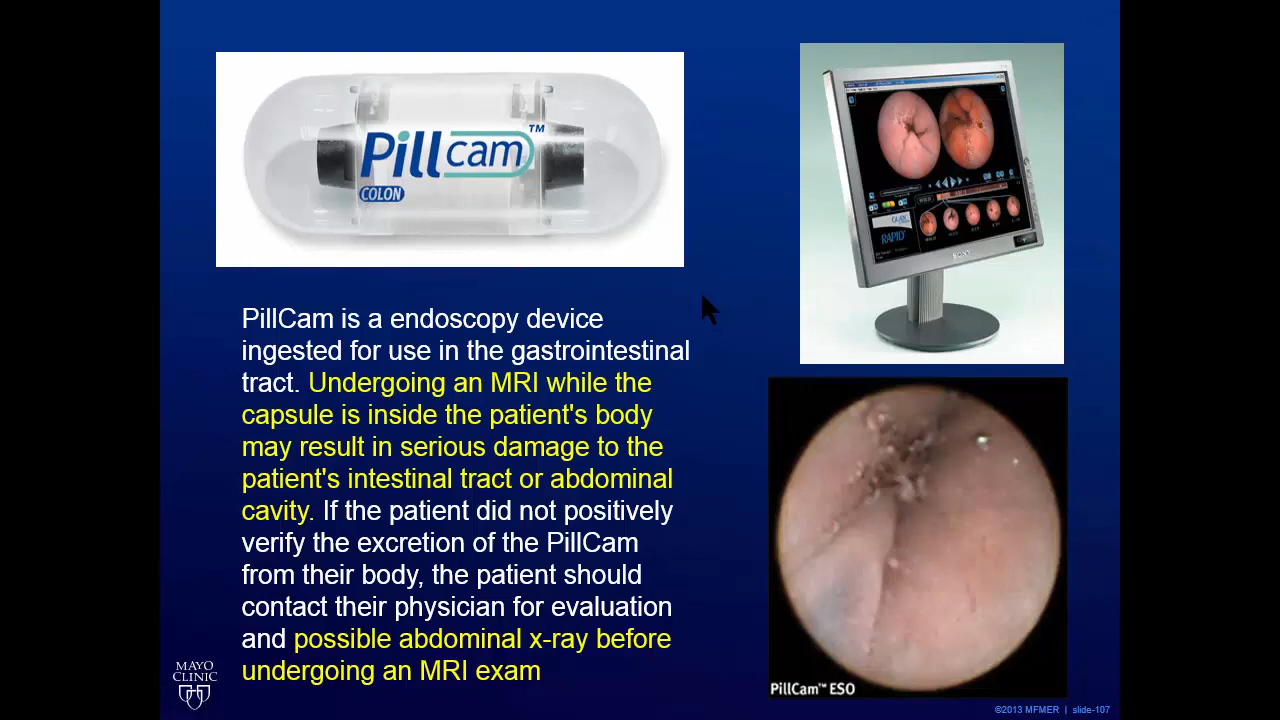 Pillcam™
COLON
RAPID
PillCam is a endoscopy device
ingested for use in the gastrointestinal
tract. Undergoing an MRI while the
capsule is inside the patient's body
may result in serious damage to the
patient's intestinal tract or abdominal
cavity. If the patient did not positively
verify the excretion of the PillCam
from their body, the patient should
contact their physician for evaluation
and possible abdominal x-ray before
undergoing an MRI exam
PillCam™ ESO
MAYO
CLINIC
©2013 MFMER | slide-107